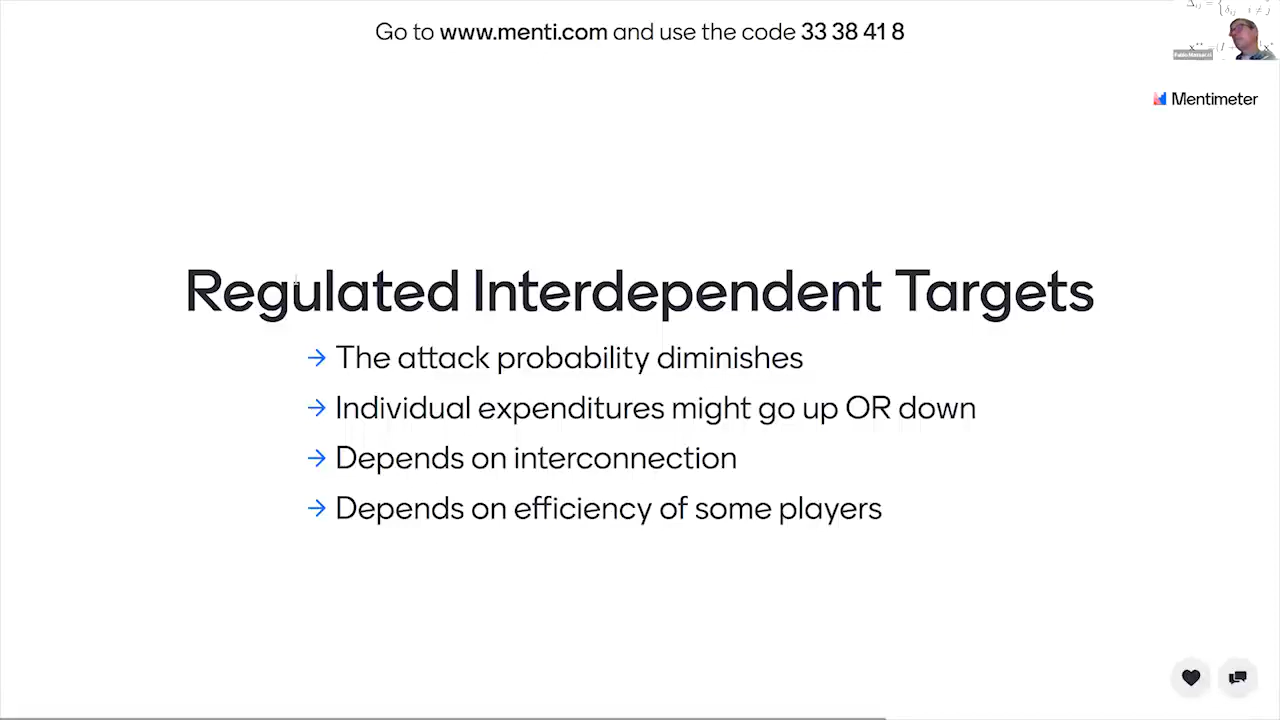 Go to www.menti.com and use the code 33 38 41 8
Mentimeter
Regulated Interdependent Targets
→ The attack probability diminishes
→ Individual expenditures might go up OR down
→ Depends on interconnection
→ Depends on efficiency of some players